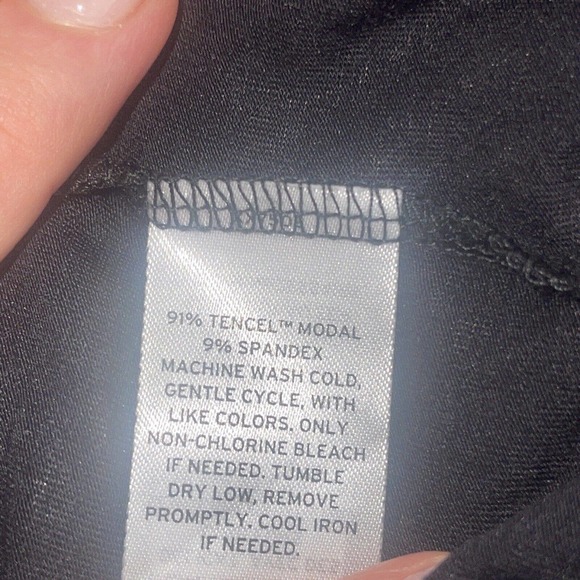 91% TENCEL™ MODAL
9% SPANDEX
MACHINE WASH COLD,
GENTLE CYCLE, WITH
LIKE COLORS. ONLY
NON-CHLORINE BLEACH
IF NEEDED. TUMBLE
DRY LOW, REMOVE
PROMPTLY. COOL IRON
IF NEEDED.